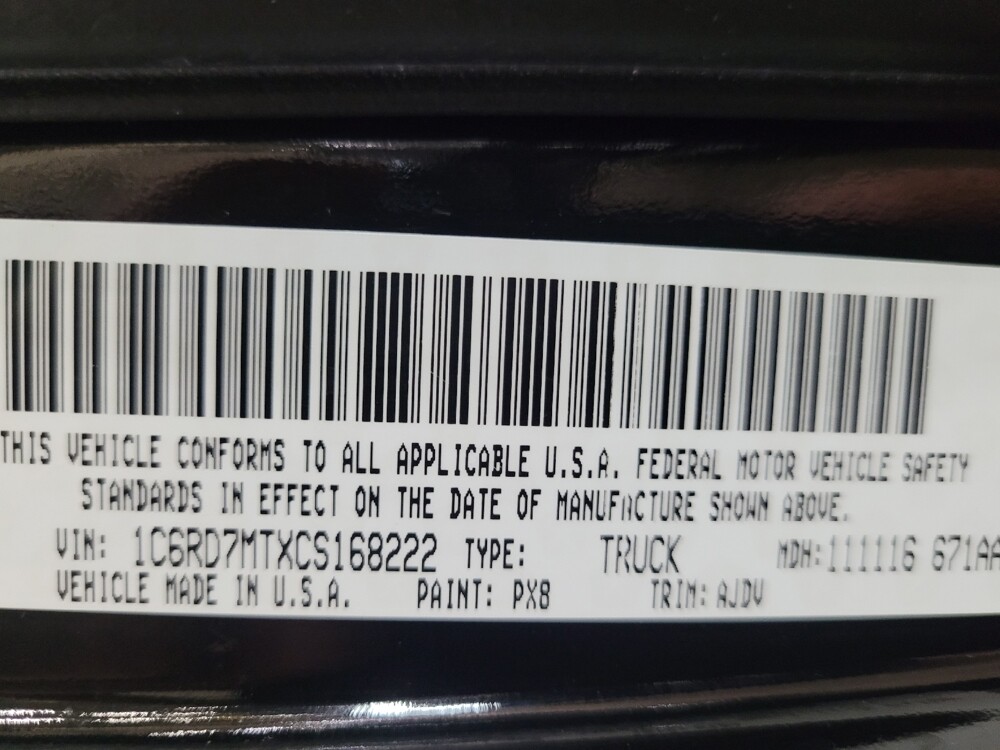 THIS VEHICLE CONFORMS TO ALL APPLICABLE U.S.A. FEDERAL MOTOR VEHICLE SAFETY
STANDARDS IN EFFECT ON THE DATE OF MANUFACTURE SHOWN ABOVE.
VIN: 1C6RD7MTXCS168222 TYPE: TRUCK MDH: 111116 671AA
VEHICLE MADE IN U.S.A. PAINT: PX8 TRIM: AJDV